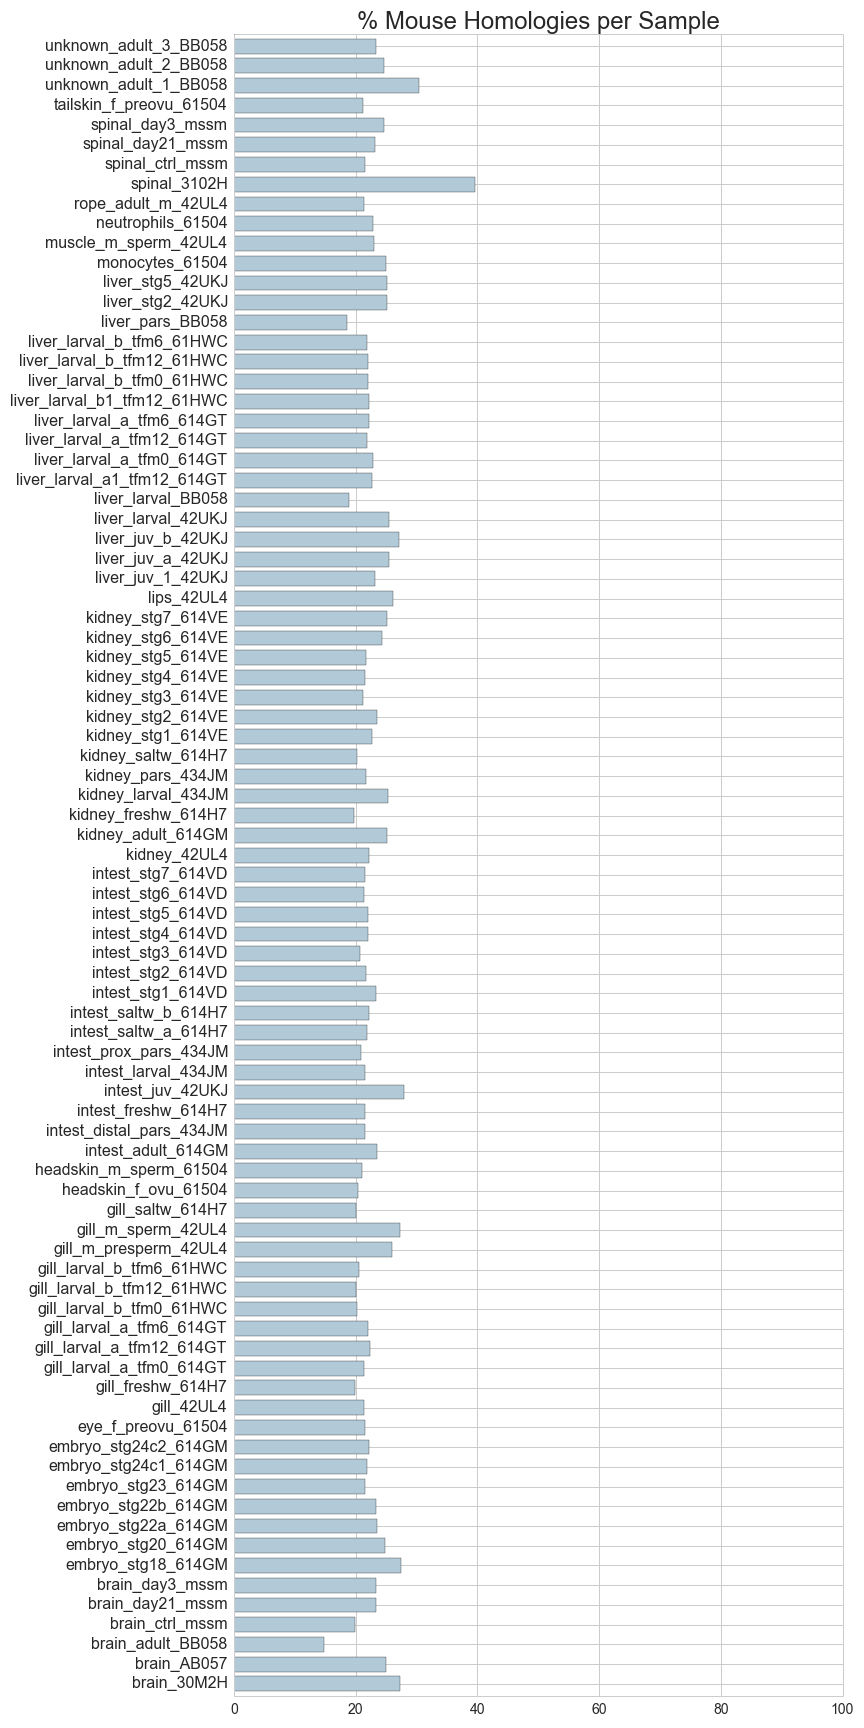 % Mouse Homologies per Sample
unknown_adult_3_BB058
unknown_adult_2_BB058
unknown_adult_1_BB058
tailskin_f_preovu_61504
spinal_day3_mssm
spinal_day21_mssm
spinal_ctrl_mssm
spinal_3102H
rope_adult_m_42UL4
neutrophils_61504
muscle_m_sperm_42UL4
monocytes_61504
liver_stg5_42UKJ
liver_stg2_42UKJ
liver_pars_BB058
liver_larval_b_tfm6_61HWC
liver_larval_b_tfm12_61HWC
liver_larval_b_tfm0_61HWC
liver_larval_b1_tfm12_61HWC
liver_larval_a_tfm6_614GT
liver_larval_a_tfm12_614GT
liver_larval_a_tfm0_614GT
liver_larval_a1_tfm12_614GT
liver_larval_BB058
liver_larval_42UKJ
liver_juv_b_42UKJ
liver_juv_a_42UKJ
liver_juv_1_42UKJ
lips_42UL4
kidney_stg7_614VE
kidney_stg6_614VE
kidney_stg5_614VE
kidney_stg4_614VE
kidney_stg3_614VE
kidney_stg2_614VE
kidney_stg1_614VE
kidney_saltw_614H7
kidney_pars_434JM
kidney_larval_434JM
kidney_freshw_614H7
kidney_adult_614GM
kidney_42UL4
intest_stg7_614VD
intest_stg6_614VD
intest_stg5_614VD
intest_stg4_614VD
intest_stg3_614VD
intest_stg2_614VD
intest_stg1_614VD
intest_saltw_b_614H7
intest_saltw_a_614H7
intest_prox_pars_434JM
intest_larval_434JM
intest_juv_42UKJ
intest_freshw_614H7
intest_distal_pars_434JM
intest_adult_614GM
headskin_m_sperm_61504
headskin_f_ovu_61504
gill_saltw_614H7
gill_m_sperm_42UL4
gill_m_presperm_42UL4
gill_larval_b_tfm6_61HWC
gill_larval_b_tfm12_61HWC
gill_larval_b_tfm0_61HWC
gill_larval_a_tfm6_614GT
gill_larval_a_tfm12_614GT
gill_larval_a_tfm0_614GT
gill_freshw_614H7
gill_42UL4
eye_f_preovu_61504
embryo_stg24c2_614GM
embryo_stg24c1_614GM
embryo_stg23_614GM
embryo_stg22b_614GM
embryo_stg22a_614GM
embryo_stg20_614GM
embryo_stg18_614GM
brain_day3_mssm
brain_day21_mssm
brain_ctrl_mssm
brain_adult_BB058
brain_AB057
brain_30M2H
0 20 40 60 80 100